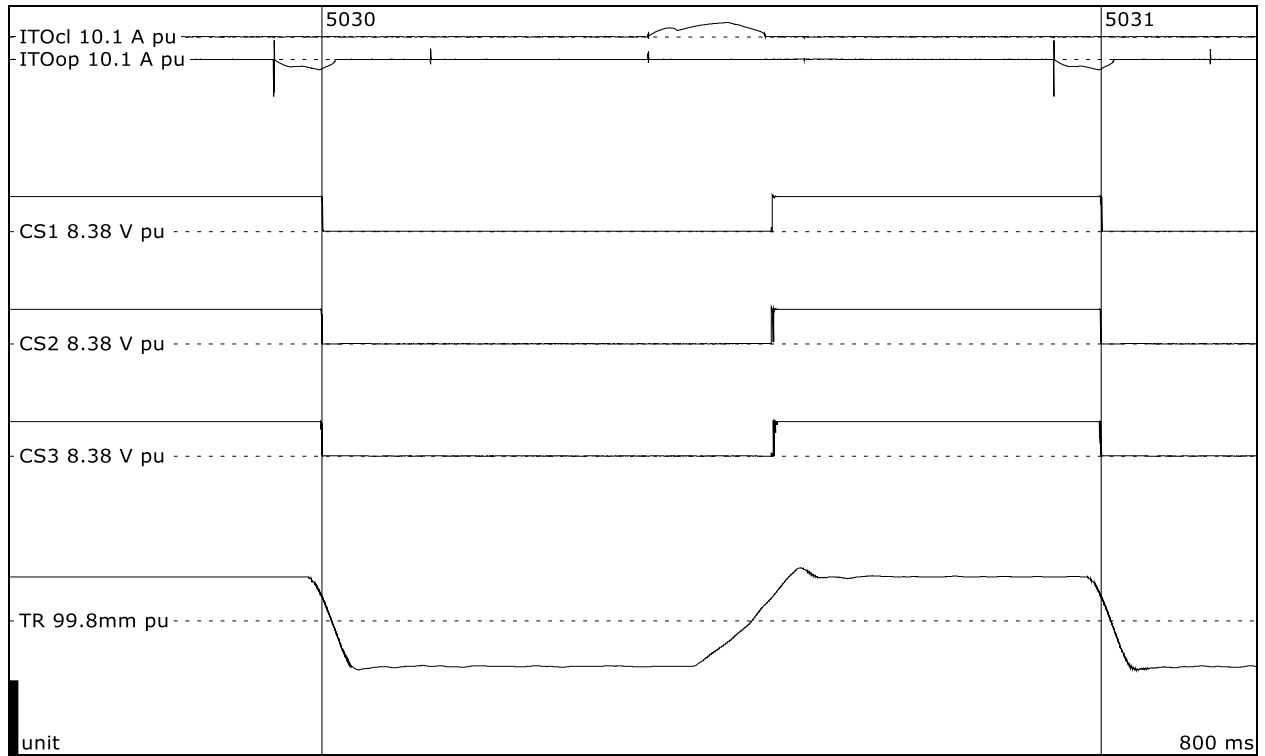 5030
5031
ITOcl 10.1 A pu
ITOop 10.1 A pu
CS1 8.38 V pu
CS2 8.38 V pu
CS3 8.38 V pu
TR 99.8mm pu
unit
800 ms